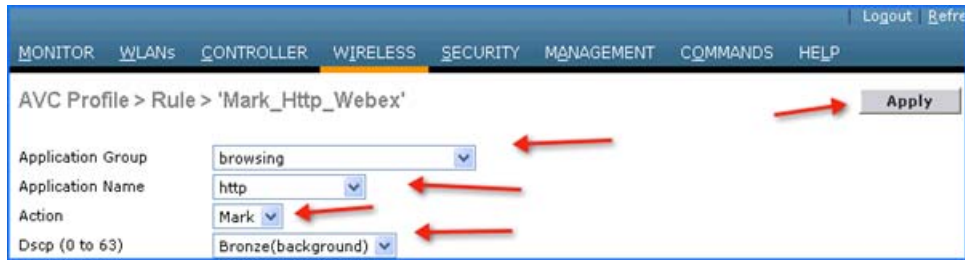 Logout Refre
MONITOR WLANs CONTROLLER WIRELESS SECURITY MANAGEMENT COMMANDS HELP
AVC Profile > Rule > 'Mark_Http_Webex'
Apply
Application Group browsing
Application Name http
Action Mark
Dscp (0 to 63) Bronze(background)